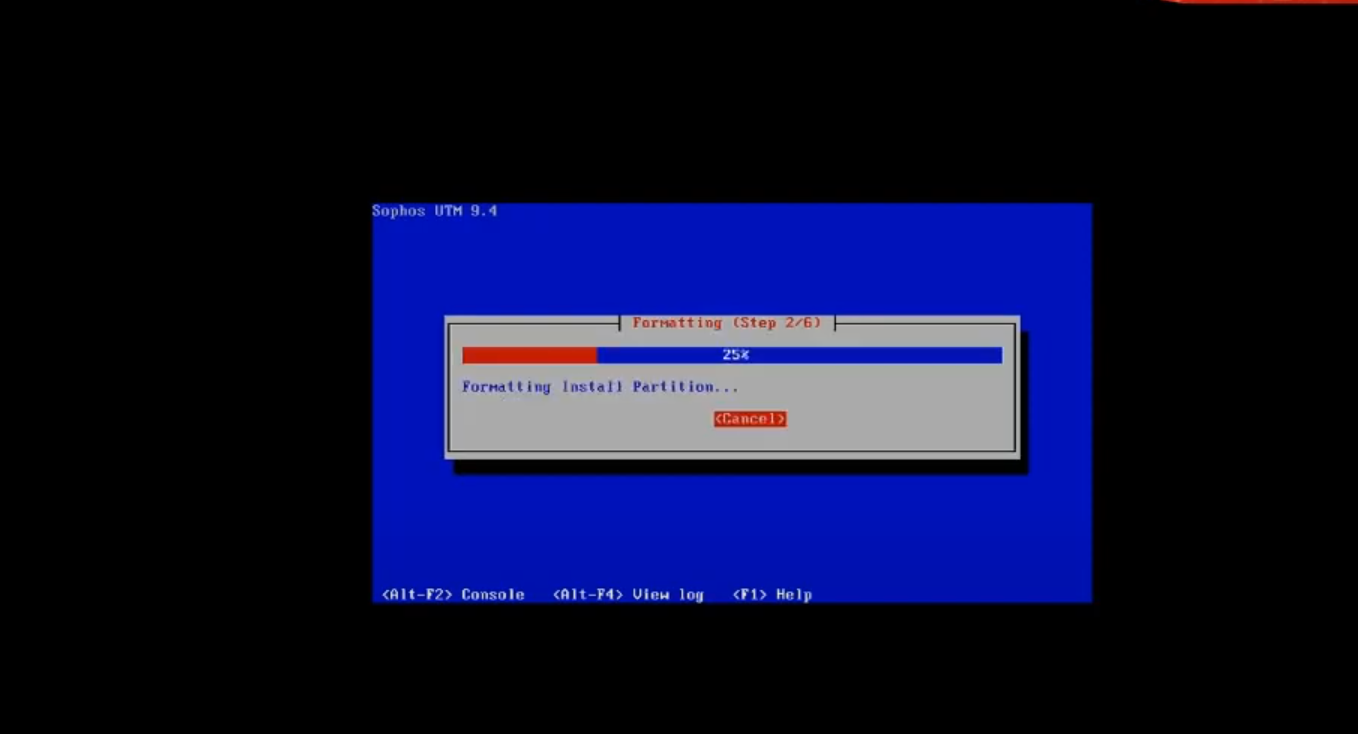 Sophos UTM 9.4
Formatting (Step 2/6)
25%
Formatting Install Partition...
<Cancel>
<Alt-F2> Console   <Alt-F4> View log   <F1> Help